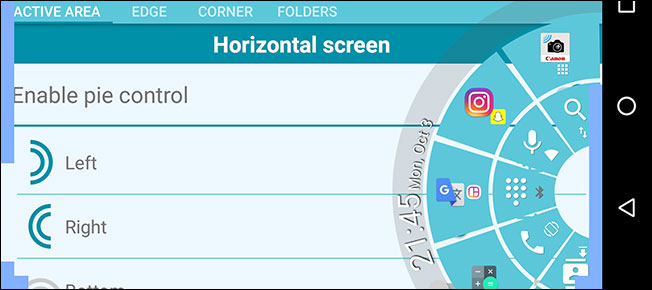 ACTIVE AREA EDGE CORNER FOLDERS
Horizontal screen
Enable pie control
Left
Right
Bottom
21:45 Mon, Oct 3
Canon
G